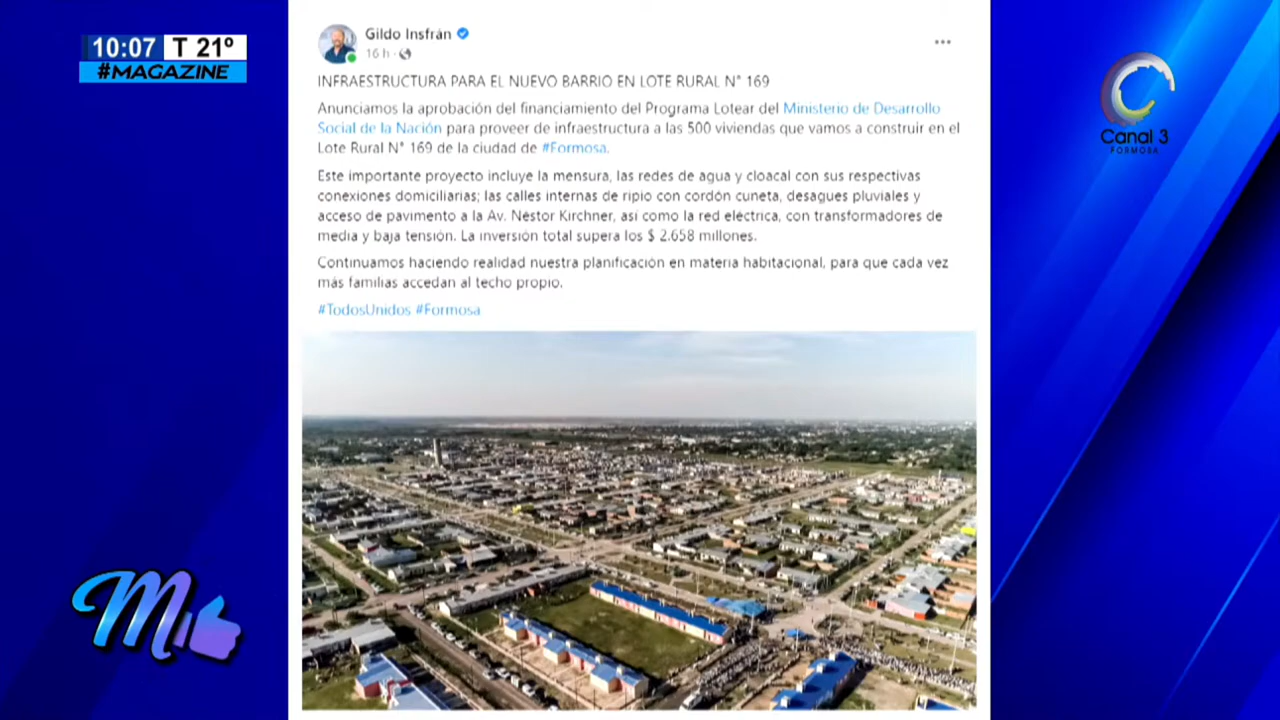 10:07 T 21º
#MAGAZINE
Gildo Insfrán
16 h ·
INFRAESTRUCTURA PARA EL NUEVO BARRIO EN LOTE RURAL N° 169
Anunciamos la aprobación del financiamiento del Programa Lotear del Ministerio de Desarrollo
Social de la Nación para proveer de infraestructura a las 500 viviendas que vamos a construir en el
Lote Rural N° 169 de la ciudad de #Formosa.
Este importante proyecto incluye la mensura, las redes de agua y cloacal con sus respectivas
conexiones domiciliarias; las calles internas de ripio con cordón cuneta, desagues pluviales y
acceso de pavimento a la Av. Néstor Kirchner, así como la red eléctrica, con transformadores de
media y baja tensión. La inversión total supera los $ 2.658 millones.
Continuamos haciendo realidad nuestra planificación en materia habitacional, para que cada vez
más familias accedan al techo propio.
#TodosUnidos #Formosa
Canal 3
FORMOSA
M